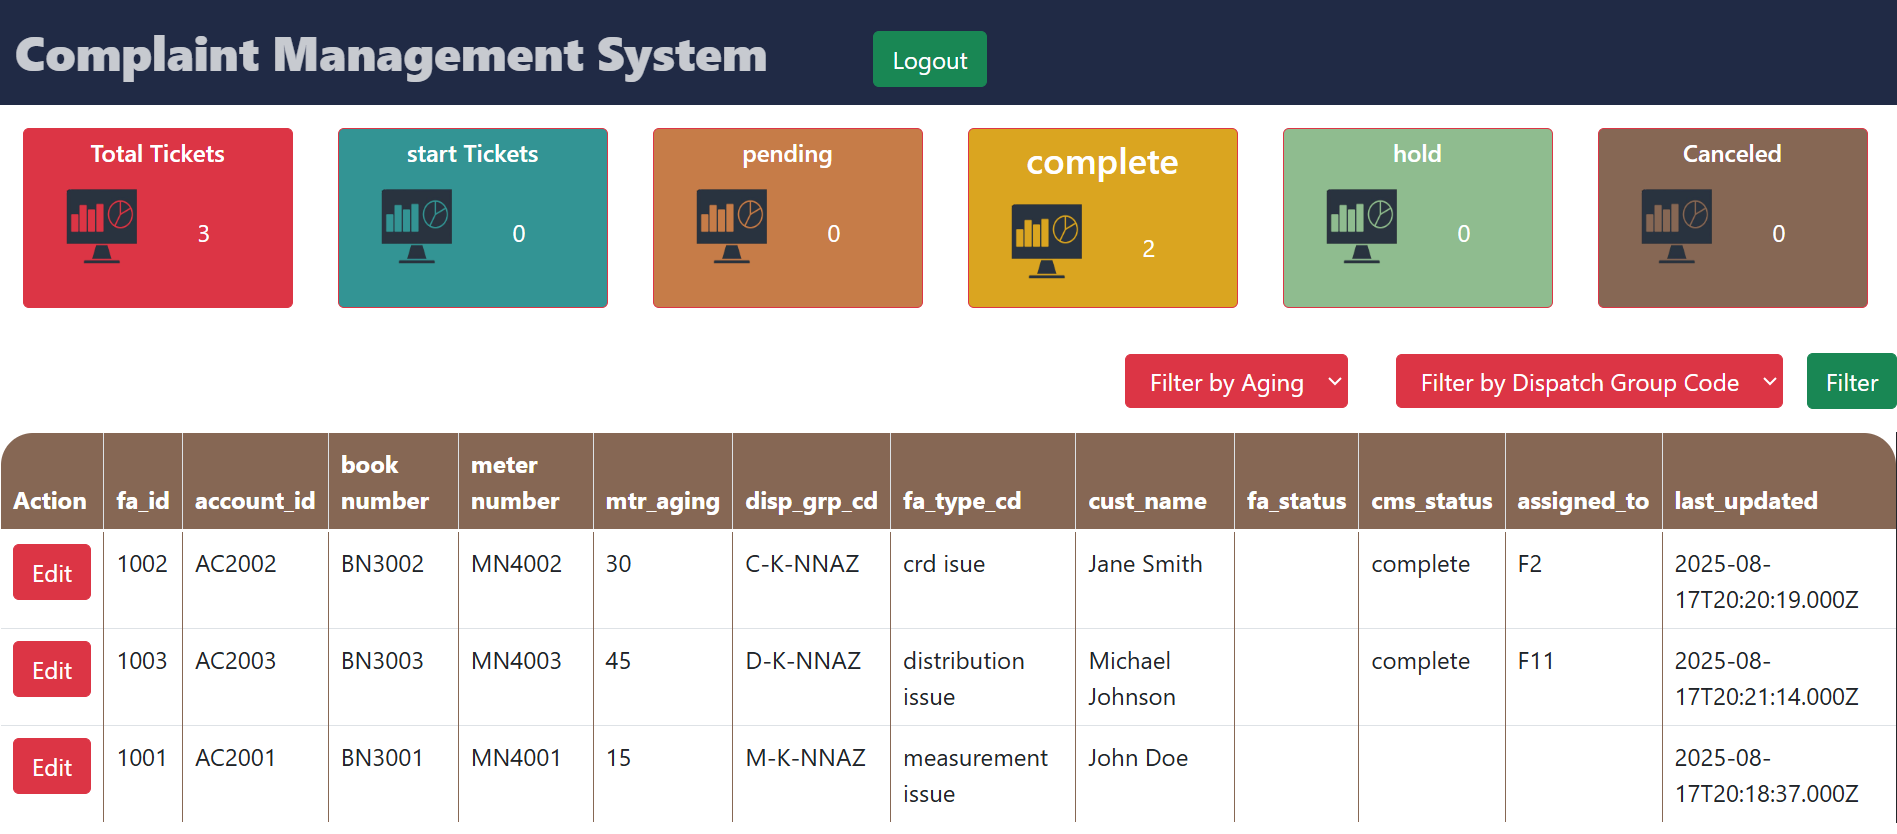 Complaint Management System
Logout
Total Tickets
3
start Tickets
0
pending
0
complete
2
hold
0
Canceled
0
Filter by Aging
Filter by Dispatch Group Code
Filter
Action fa_id account_id book number meter number mtr_aging disp_grp_cd fa_type_cd cust_name fa_status cms_status assigned_to last_updated
Edit 1002 AC2002 BN3002 MN4002 30 C-K-NNAZ crd isue Jane Smith complete F2 2025-08-
17T20:20:19.000Z
Edit 1003 AC2003 BN3003 MN4003 45 D-K-NNAZ distribution Michael complete F11 2025-08-
issue Johnson 17T20:21:14.000Z
Edit 1001 AC2001 BN3001 MN4001 15 M-K-NNAZ measurement John Doe 2025-08-
issue 17T20:18:37.000Z